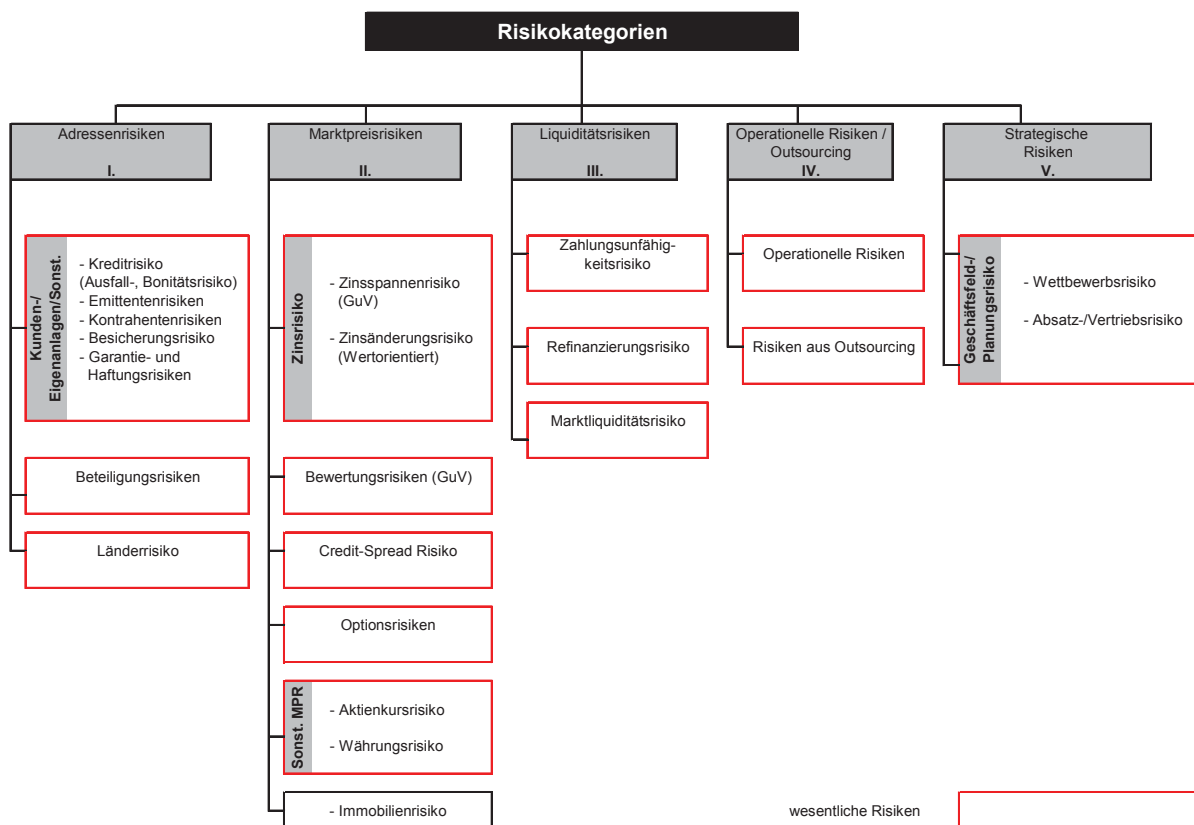 Risikokategorien
Adressenrisiken
I.
Kunden-/
Eigenanlagen/Sonst.
- Kreditrisiko
(Ausfall-, Bonitätsrisiko)
- Emittentenrisiken
- Kontrahentenrisiken
- Besicherungsrisiko
- Garantie- und
Haftungsrisiken
Beteiligungsrisiken
Länderrisiko
Marktpreisrisiken
II.
Zinsrisiko
- Zinsspannenrisiko
(GuV)
- Zinsänderungsrisiko
(Wertorientiert)
Bewertungsrisiken (GuV)
Credit-Spread Risiko
Optionsrisiken
Sonst. MPR
- Aktienkursrisiko
- Währungsrisiko
- Immobilienrisiko
Liquiditätsrisiken
III.
Zahlungsunfähig-
keitsrisiko
Refinanzierungsrisiko
Marktliquiditätsrisiko
Operationelle Risiken /
Outsourcing
IV.
Operationelle Risiken
Risiken aus Outsourcing
Strategische
Risiken
V.
Geschäftsfeld-/
Planungsrisiko
- Wettbewerbsrisiko
- Absatz-/Vertriebsrisiko
wesentliche Risiken